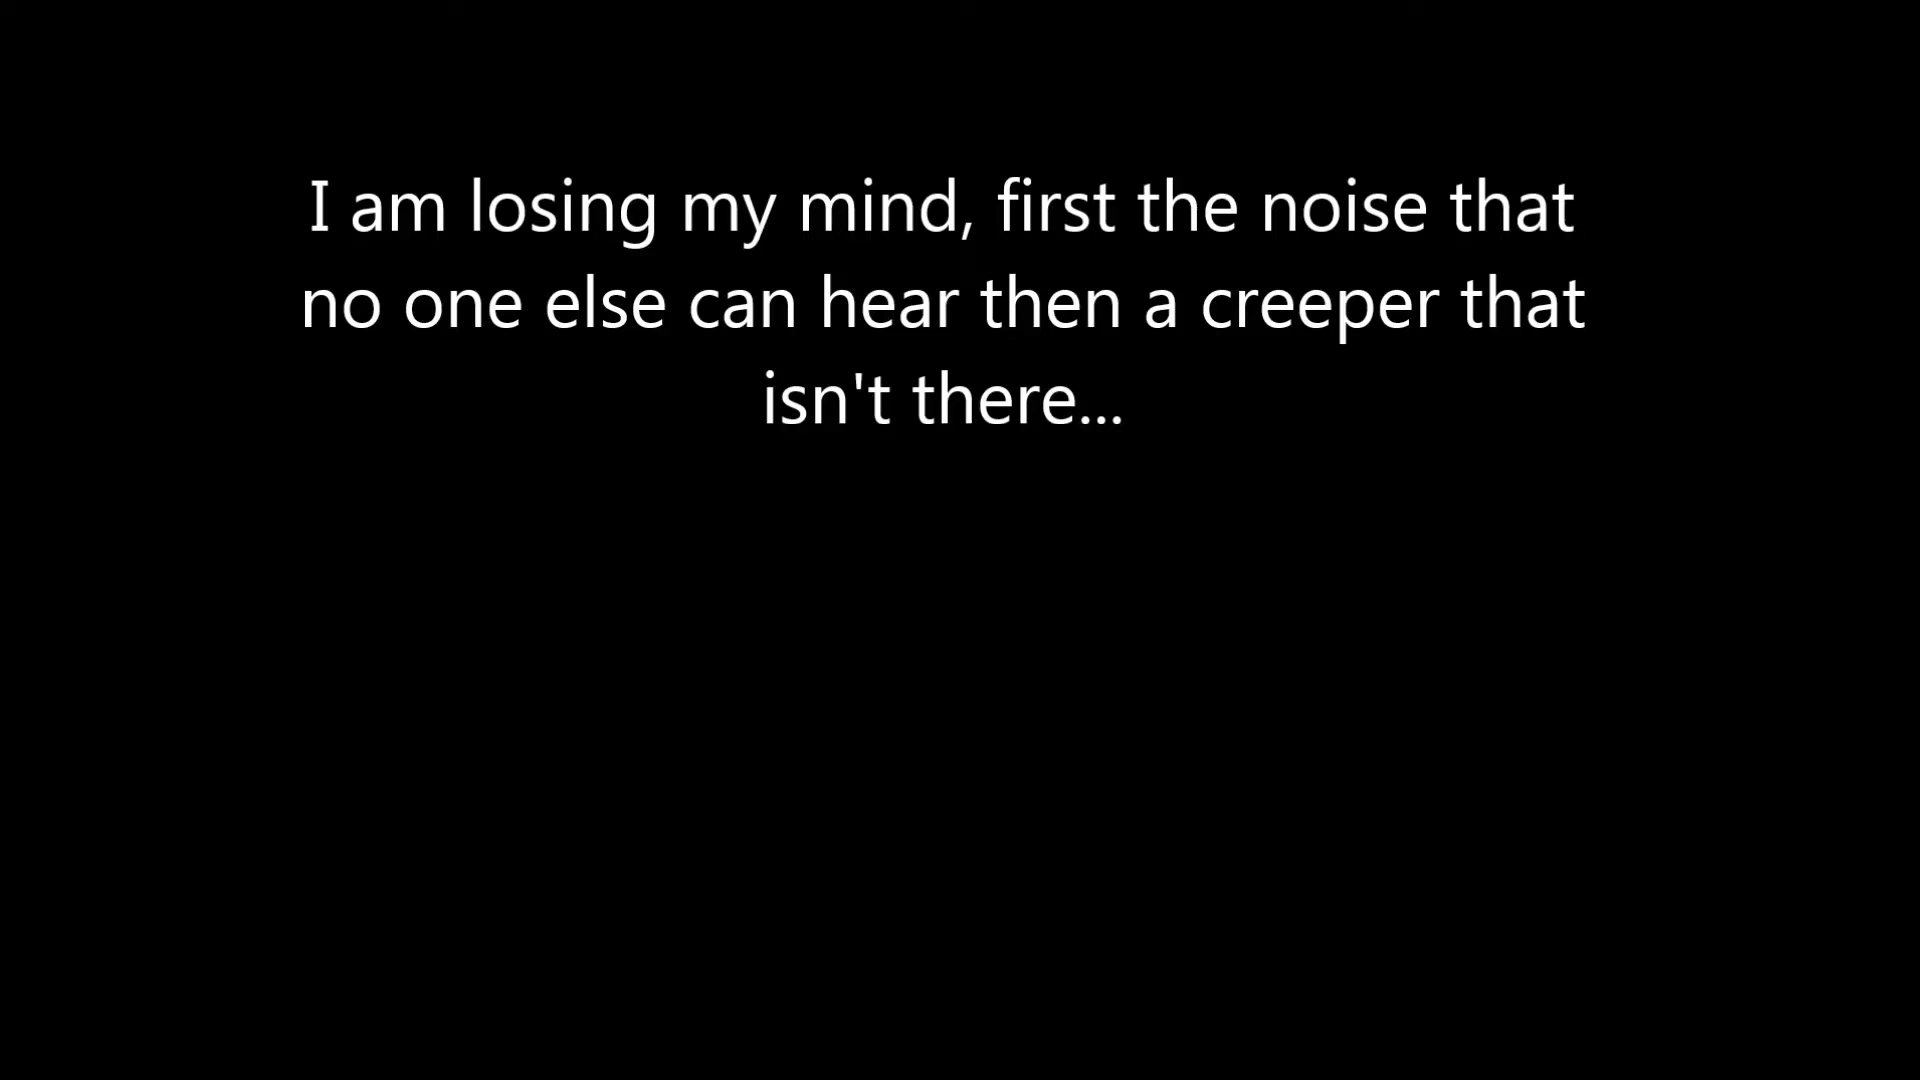 I am losing my mind, first the noise that
no one else can hear then a creeper that
isn't there...